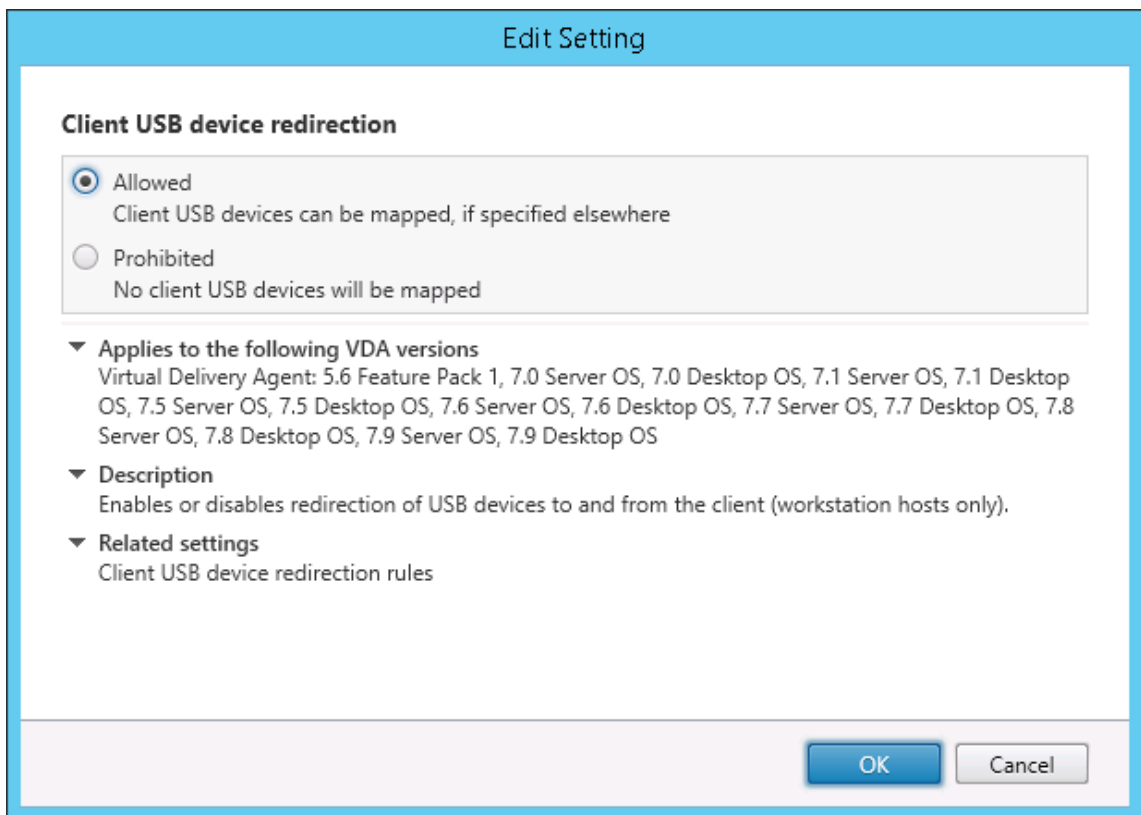 Edit Setting
Client USB device redirection
Allowed
Client USB devices can be mapped, if specified elsewhere
Prohibited
No client USB devices will be mapped
Applies to the following VDA versions
Virtual Delivery Agent: 5.6 Feature Pack 1, 7.0 Server OS, 7.0 Desktop OS, 7.1 Server OS, 7.1 Desktop
OS, 7.5 Server OS, 7.5 Desktop OS, 7.6 Server OS, 7.6 Desktop OS, 7.7 Server OS, 7.7 Desktop OS, 7.8
Server OS, 7.8 Desktop OS, 7.9 Server OS, 7.9 Desktop OS
Description
Enables or disables redirection of USB devices to and from the client (workstation hosts only).
Related settings
Client USB device redirection rules
OK
Cancel